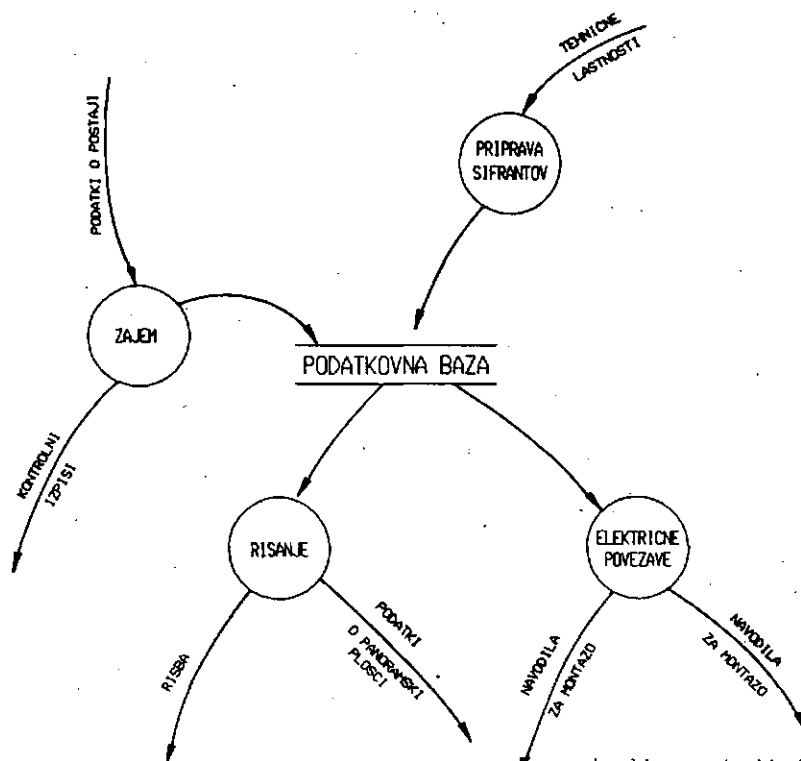 TEHNICNE
LASTNOSTI
PODATKI O POSTAJI
PRIPRAVA
SIFRANTOV
ZAJEM
PODATKOVNA BAZA
KONTROLNI
IZPISI
RISANJE
ELEKTRICNE
POVEZAVE
RISBA
PODATKI
O PANORAMSKI
PLOSCI
NAVODILA
ZA MONTAZO
NAVODILA
ZA MONTAZO